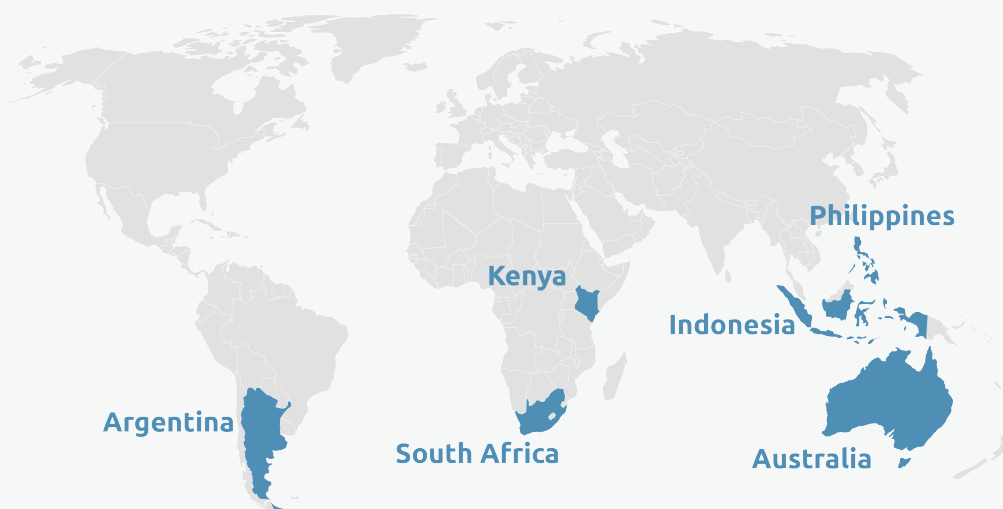 Philippines
Kenya
Indonesia
Argentina
South Africa
Australia